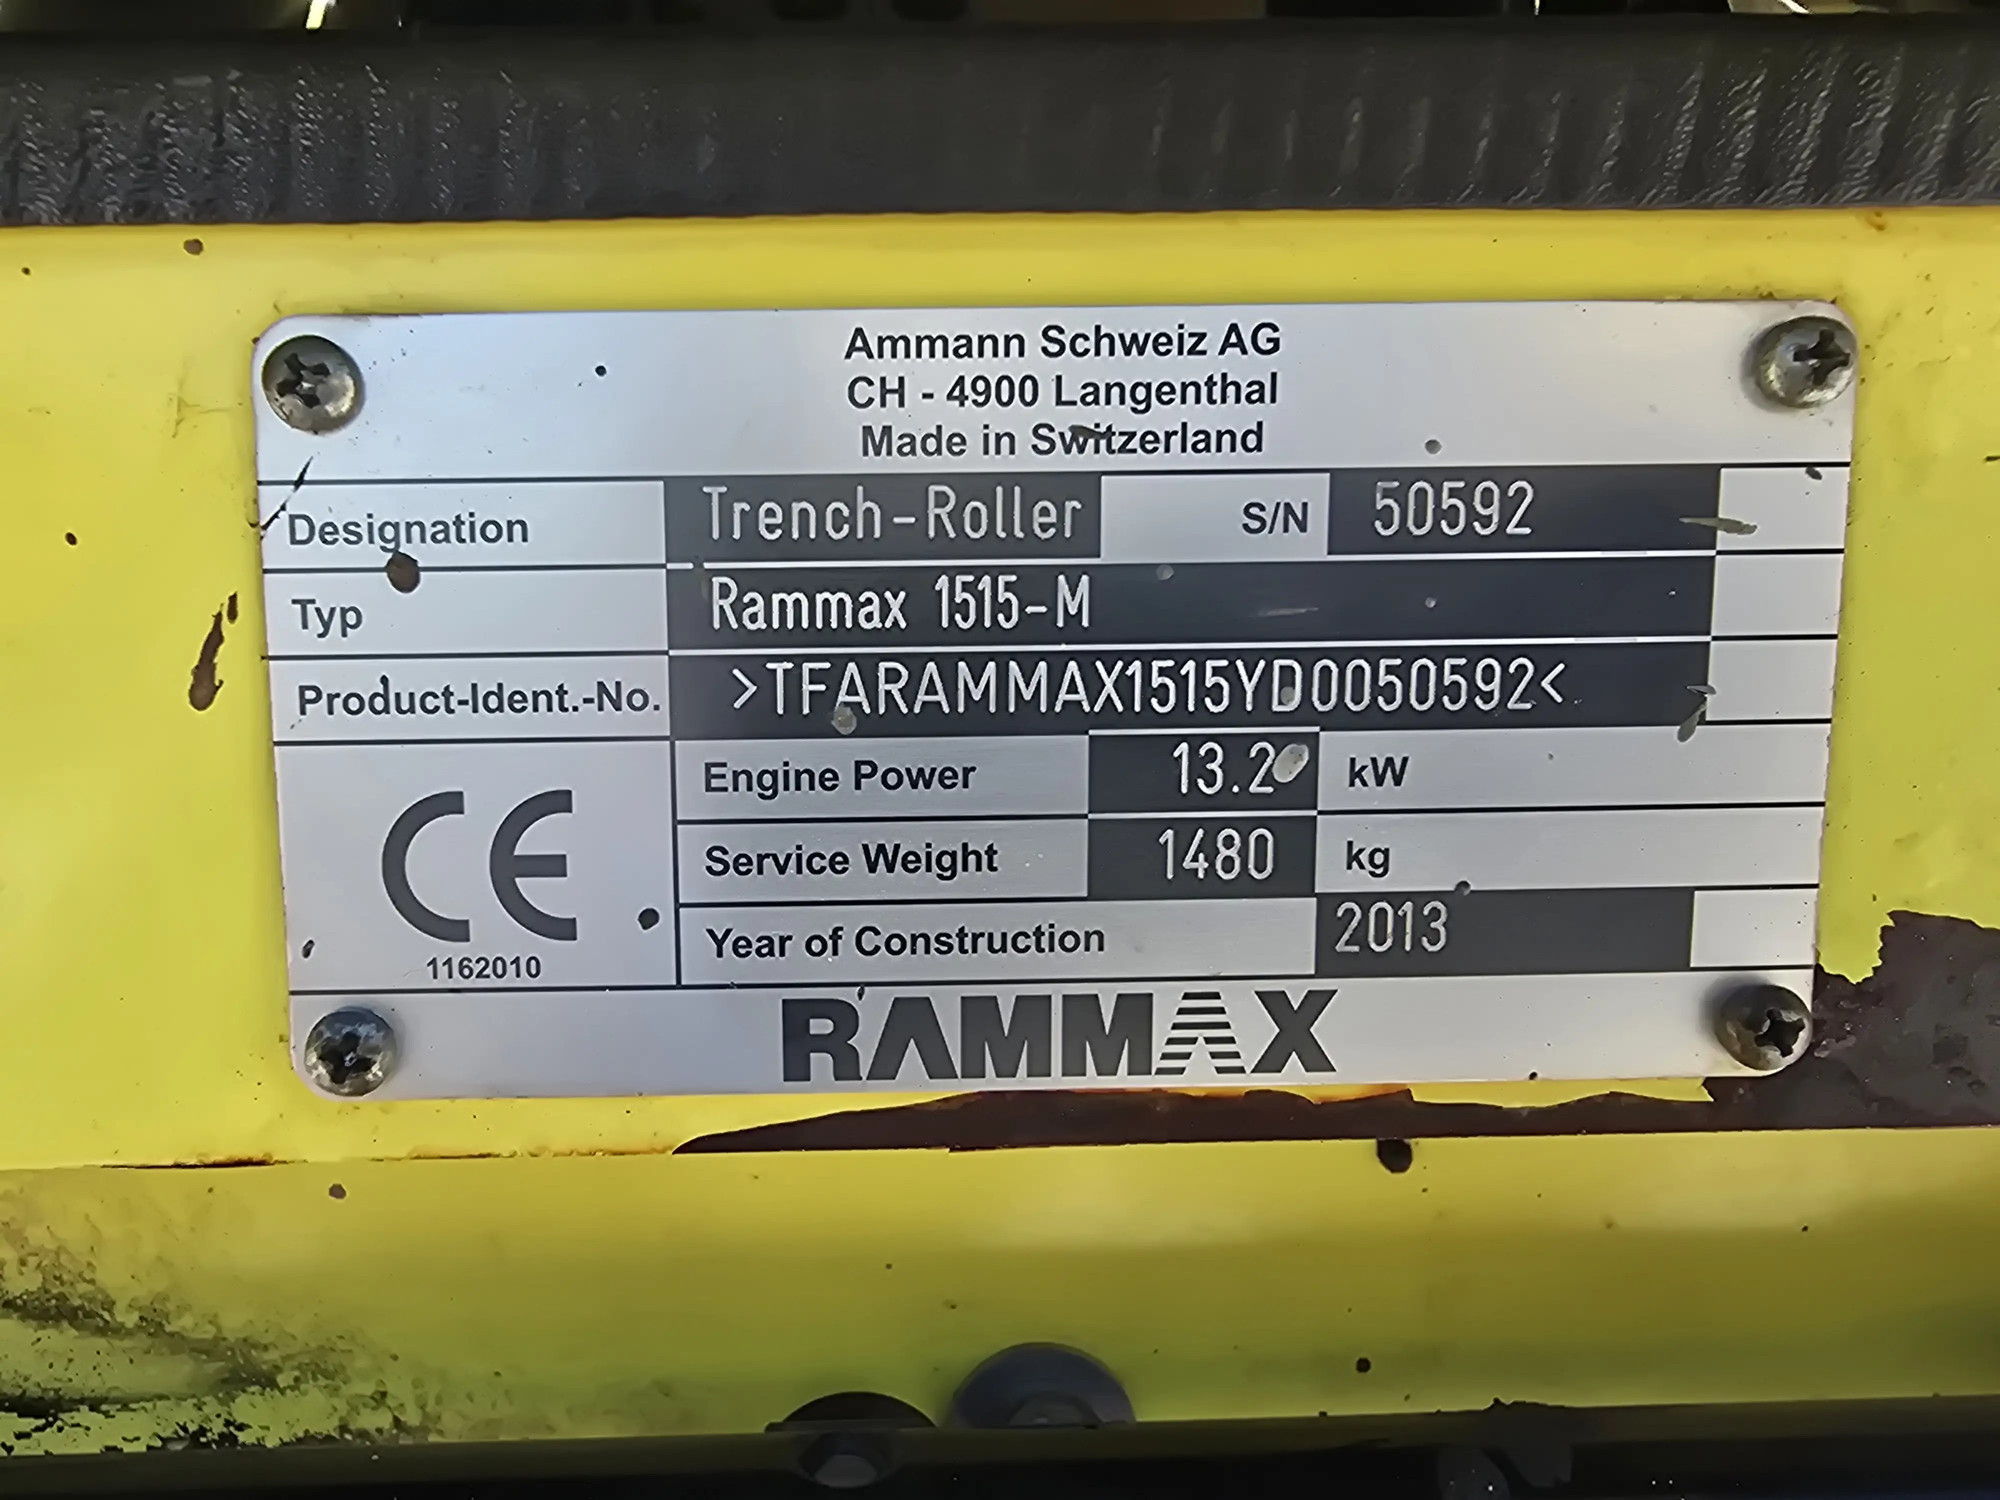 Ammann Schweiz AG
CH - 4900 Langenthal
Made in Switzerland
Designation Trench-Roller S/N 50592
Typ Rammax 1515-M
Product-Ident.-No. >TFARAMMAX1515YD0050592<
Engine Power 13.2 kW
Service Weight 1480 kg
Year of Construction 2013
CE
1162010
RAMMAX